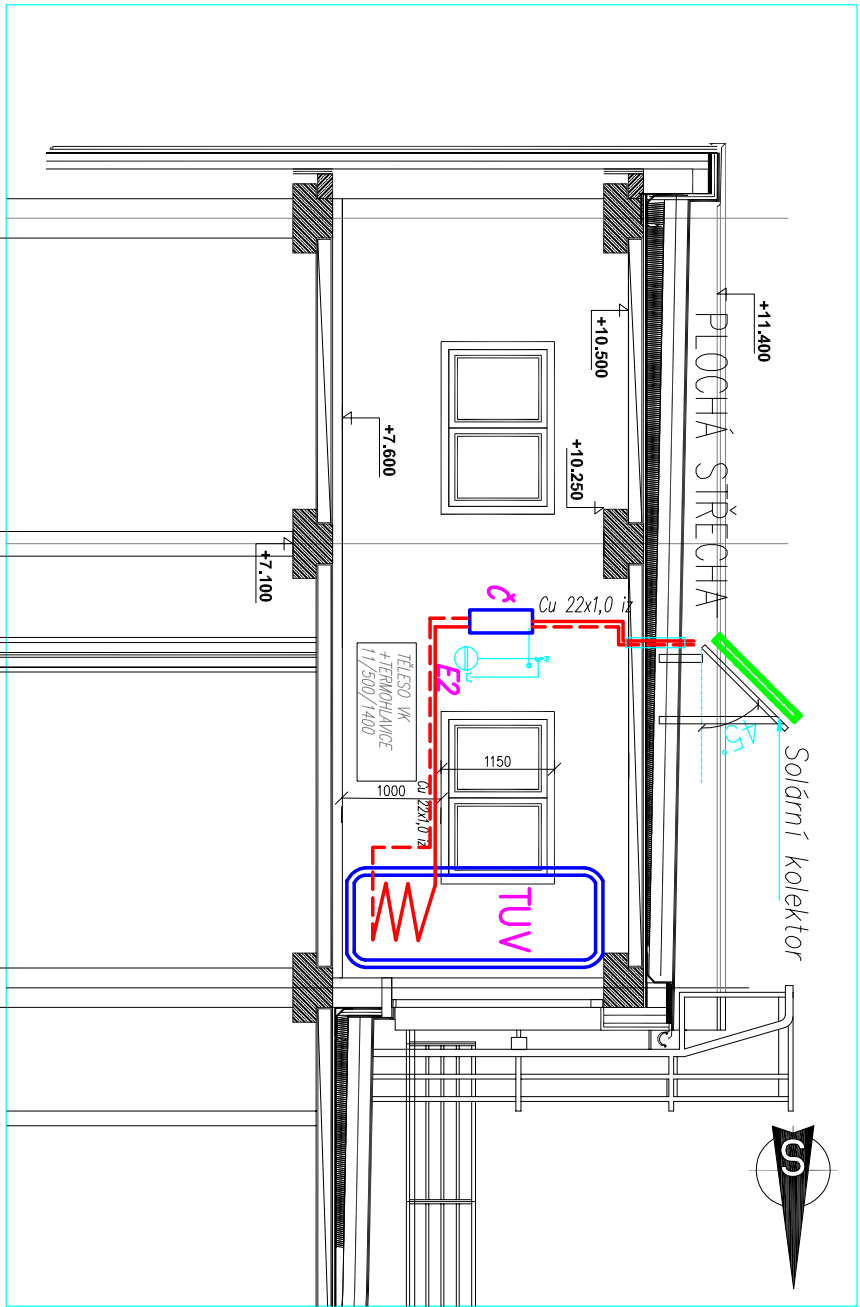 +11.400
PLOCHÁ STŘECHA
+10.500
+10.250
+7.600
+7.100
Solární kolektor
45°
Cu 22x1,0 iz
Č
E2
TĚLESO VK
+TERMOHLAVICE
11/500/1400
1150
1000
Cu 22x1,0 iz
TUV
S